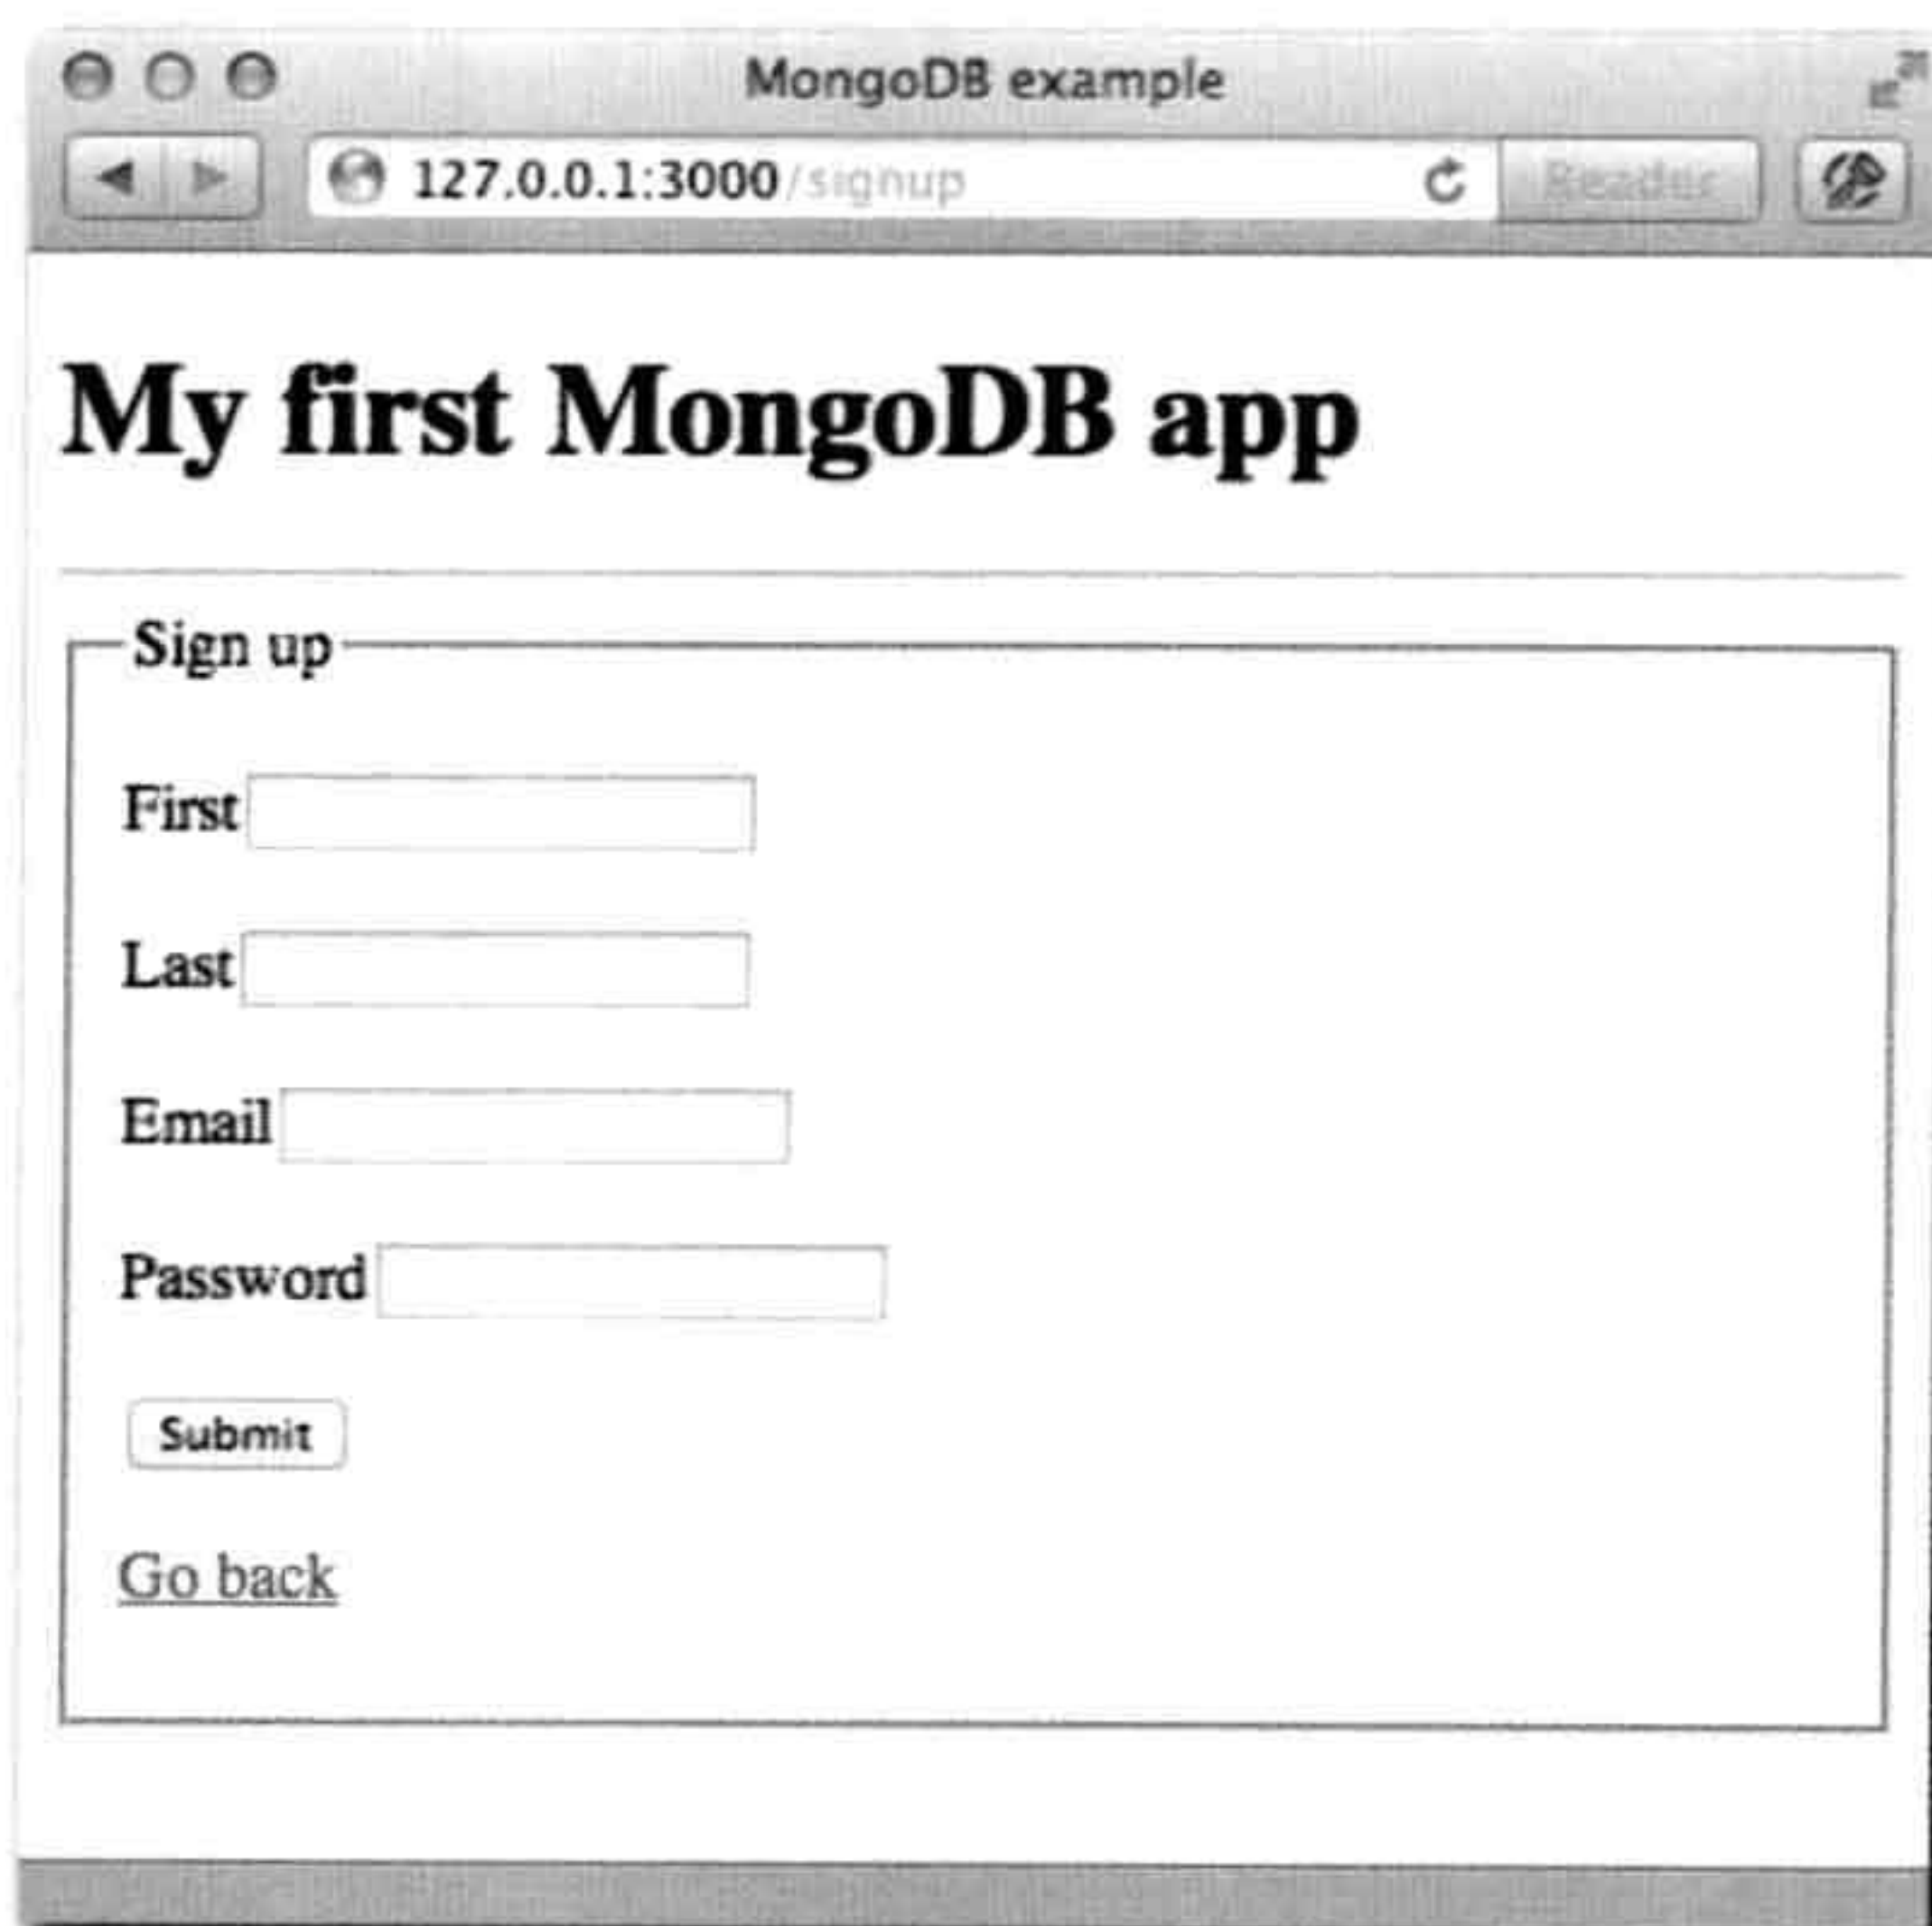 MongoDB example
127.0.0.1:3000/signup
Reader
My first MongoDB app
Sign up
First
Last
Email
Password
Submit
Go back